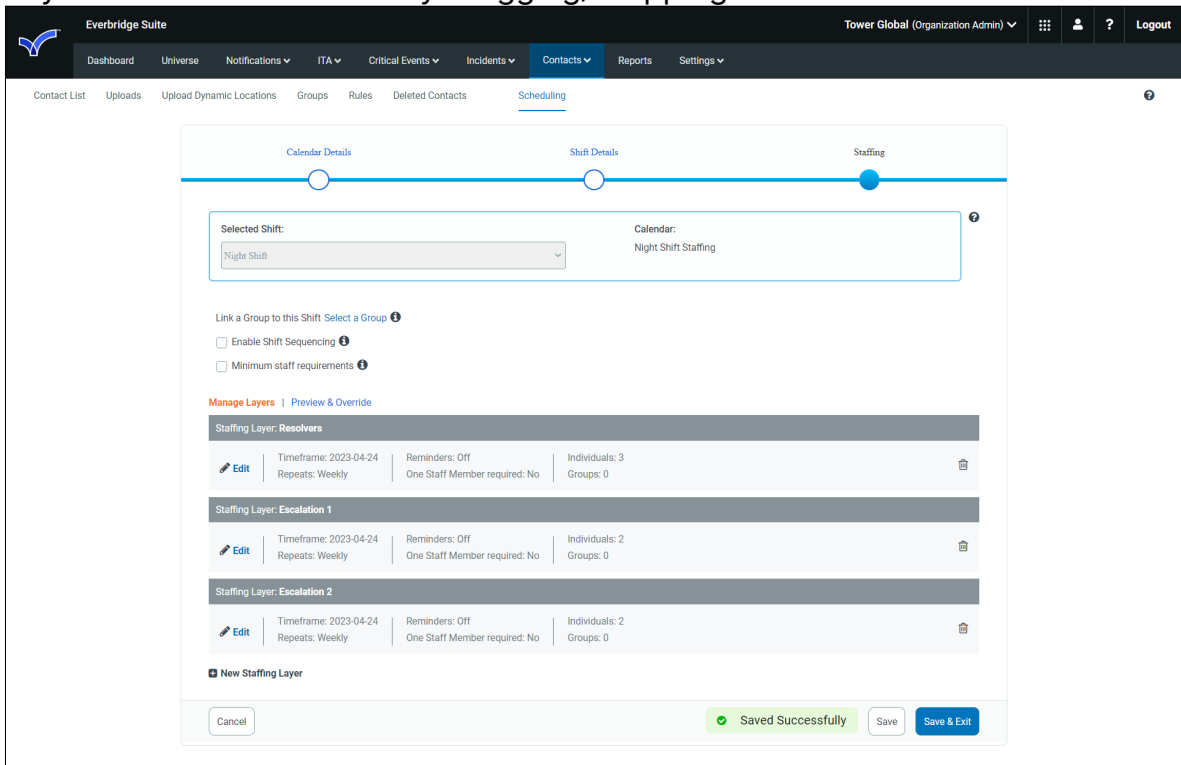 Everbridge Suite
Tower Global (Organization Admin)
?
Logout
Dashboard
Universe
Notifications
ITA
Critical Events
Incidents
Contacts
Reports
Settings
Contact List
Uploads
Upload Dynamic Locations
Groups
Rules
Deleted Contacts
Scheduling
Calendar Details
Shift Details
Staffing
Selected Shift:
Night Shift
Calendar:
Night Shift Staffing
Link a Group to this Shift Select a Group
Enable Shift Sequencing
Minimum staff requirements
Manage Layers | Preview & Override
Staffing Layer: Resolvers
Edit
Timeframe: 2023-04-24
Repeats: Weekly
Reminders: Off
One Staff Member required: No
Individuals: 3
Groups: 0
Staffing Layer: Escalation 1
Edit
Timeframe: 2023-04-24
Repeats: Weekly
Reminders: Off
One Staff Member required: No
Individuals: 2
Groups: 0
Staffing Layer: Escalation 2
Edit
Timeframe: 2023-04-24
Repeats: Weekly
Reminders: Off
One Staff Member required: No
Individuals: 2
Groups: 0
New Staffing Layer
Cancel
Saved Successfully
Save
Save & Exit